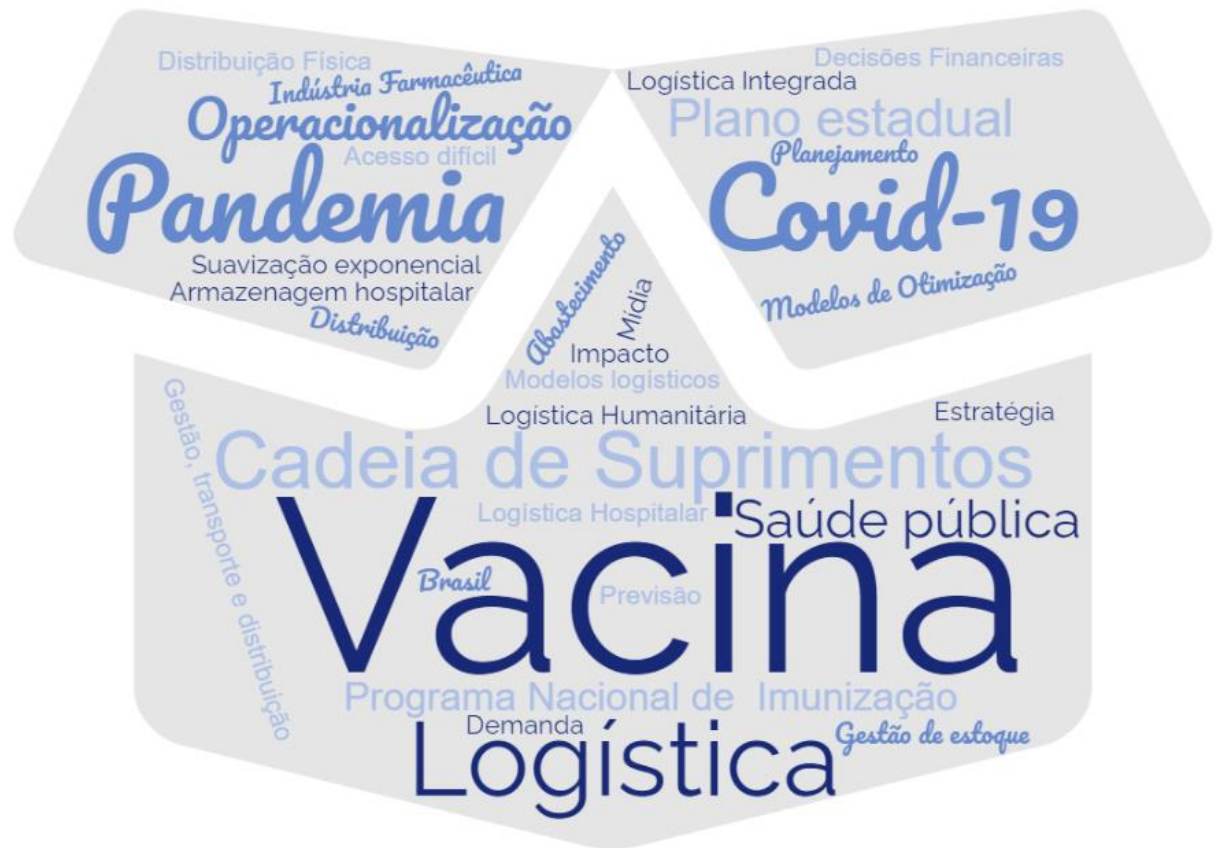 Distribuição Física
Indústria Farmacêutica
Operacionalização
Acesso difícil
Pandemia
Suavização exponencial
Armazenagem hospitalar
Distribuição
Decisões Financeiras
Logística Integrada
Plano estadual
Planejamento
Covid-19
Modelos de Otimização
Abastecimento
Mídia
Impacto
Modelos logísticos
Logística Humanitária
Estratégia
Gestão, transporte e distribuição
Cadeia de Suprimentos
Logística Hospitalar
Saúde pública
Vacina
Brasil
Previsão
Programa Nacional de Imunização
Demanda
Logística
Gestão de estoque